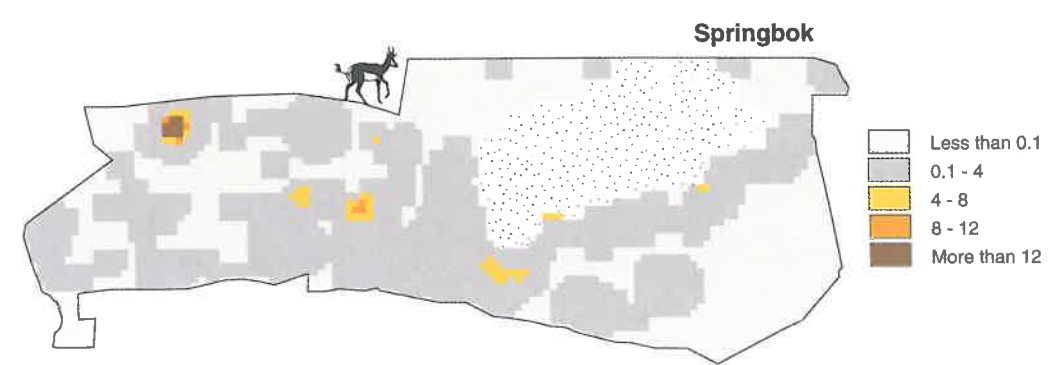 Springbok
Less than 0.1
0.1 - 4
4 - 8
8 - 12
More than 12